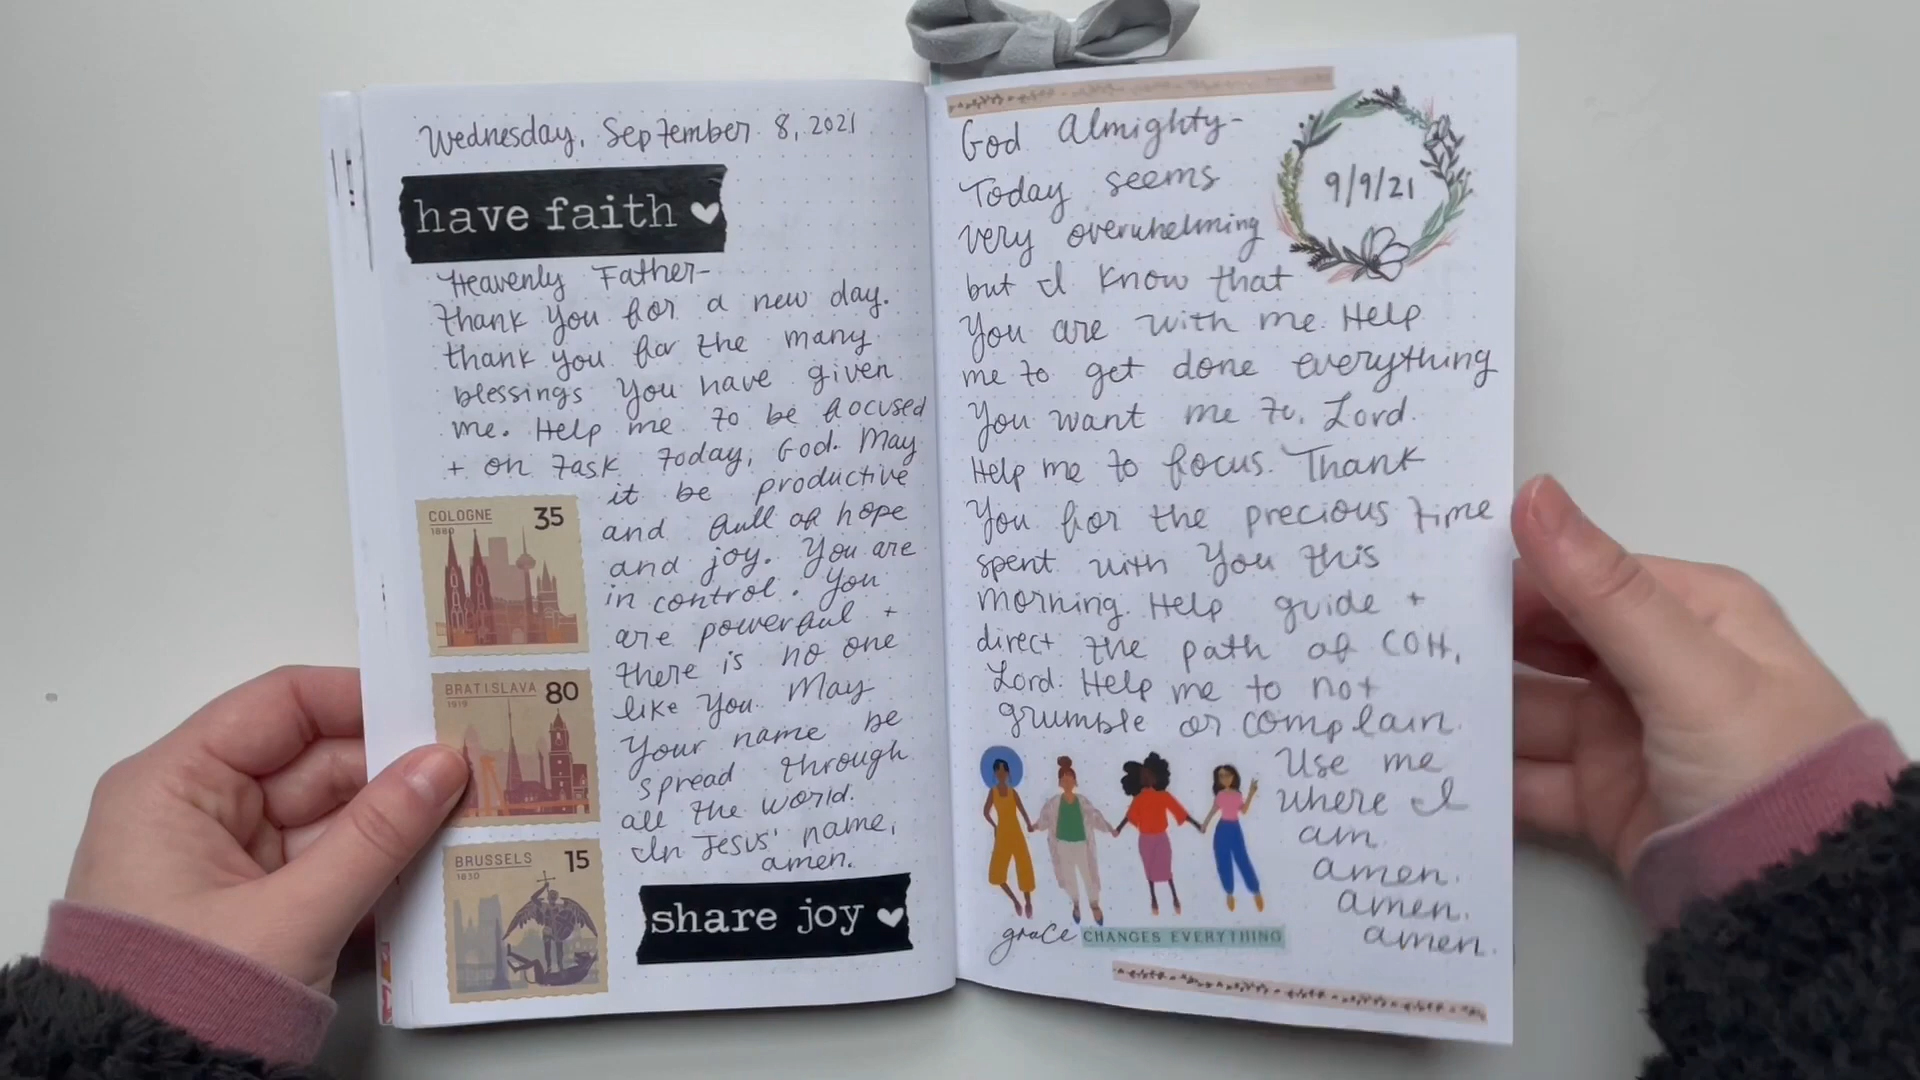 Wednesday, September 8, 2021
have faith
Heavenly Father-
thank you for a new day.
thank you for the many
blessings you have given
me. Help me to be focused
+ on task today, God. May
it be productive
and full of hope
and joy. You are
in control. You
are powerful +
there is no one
like You. May
Your name be
spread through
all the world.
In Jesus' name,
amen.
COLOGNE 35
1880
BRATISLAVA 80
1919
BRUSSELS 15
1830
share joy
9/9/21
God Almighty-
Today seems
very overwhelming
but I know that
You are with me. Help
me to get done everything
You want me to, Lord.
Help me to focus. Thank
You for the precious time
spent with You this
morning. Help guide +
direct the path of COH,
Lord. Help me to not
grumble or complain.
Use me
where I
am.
amen.
amen.
amen.
grace CHANGES EVERYTHING